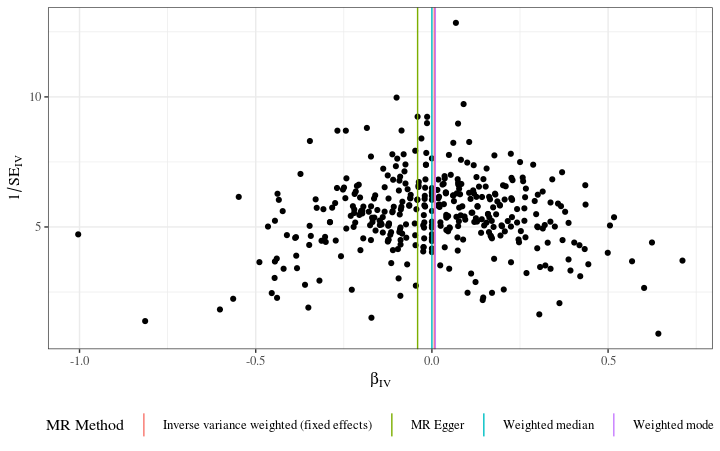 10
5
1/SE_IV
-1.0 -0.5 0.0 0.5
β_IV
MR Method Inverse variance weighted (fixed effects) MR Egger Weighted median Weighted mode